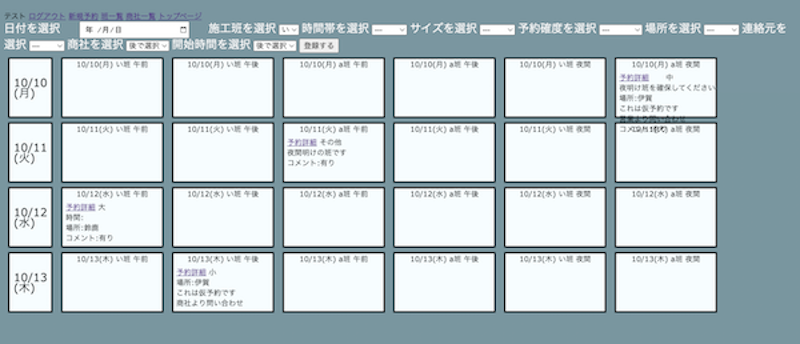 テスト ログアウト 新規予約 班一覧 商社一覧 トップページ
日付を選択 年 /月/日 施工班を選択 い 時間帯を選択 --- サイズを選択 --- 予約確度を選択 --- 場所を選択 --- 連絡元を
選択 --- 商社を選択 後で選択 開始時間を選択 後で選択 登録する
10/10
(月)
10/10(月) い班 午前
10/10(月) い班 午後
10/10(月) a班 午前
10/10(月) a班 午後
10/10(月) い班 夜間
10/10(月) a班 夜間
予約詳細 中
夜明け班を確保してください
場所:伊賀
これは仮予約です
営業より問い合わせ
コメント:有り
10/11
(火)
10/11(火) い班 午前
10/11(火) い班 午後
10/11(火) a班 午前
予約詳細 その他
夜間明けの班です
コメント:有り
10/11(火) a班 午後
10/11(火) い班 夜間
10/11(火) a班 夜間
10/12
(水)
10/12(水) い班 午前
予約詳細 大
時間:
場所:鈴鹿
コメント:有り
10/12(水) い班 午後
10/12(水) a班 午前
10/12(水) a班 午後
10/12(水) い班 夜間
10/12(水) a班 夜間
10/13
(木)
10/13(木) い班 午前
10/13(木) い班 午後
予約詳細 小
場所:伊賀
これは仮予約です
商社より問い合わせ
10/13(木) a班 午前
10/13(木) a班 午後
10/13(木) い班 夜間
10/13(木) a班 夜間